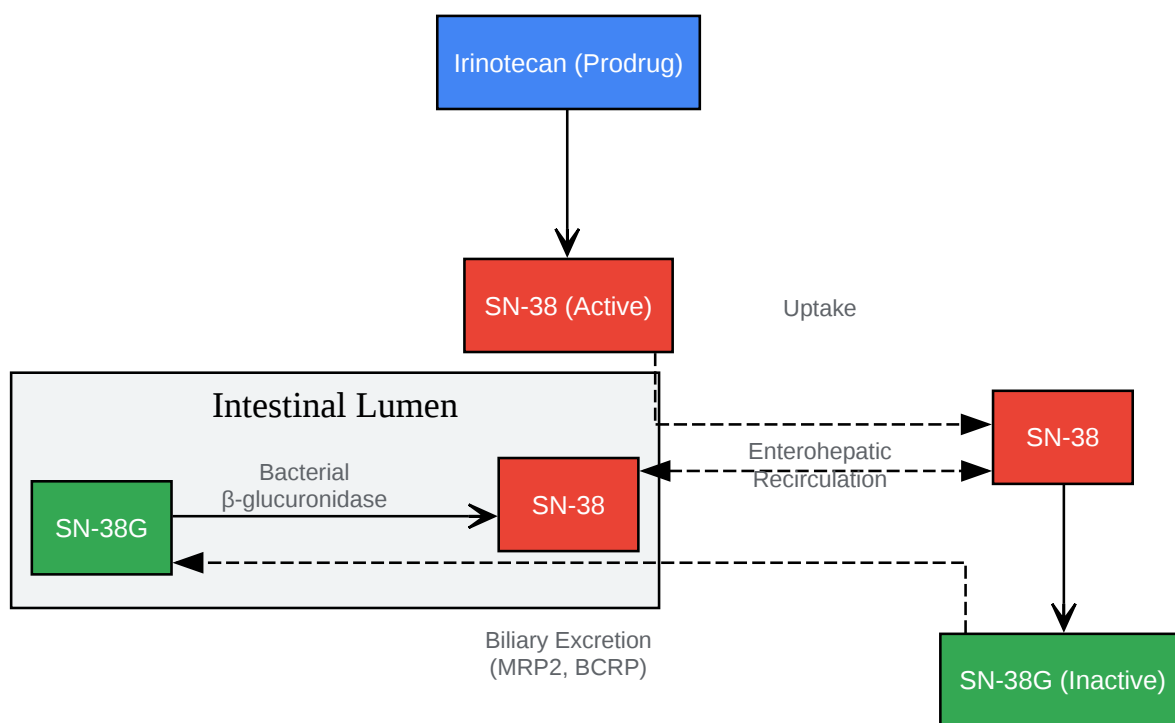 Irinotecan (Prodrug)
SN-38 (Active)
Uptake
Intestinal Lumen
SN-38
Enterohepatic
Recirculation
Bacterial
β-glucuronidase
SN-38
SN-38G
Biliary Excretion
(MRP2, BCRP)
SN-38G (Inactive)